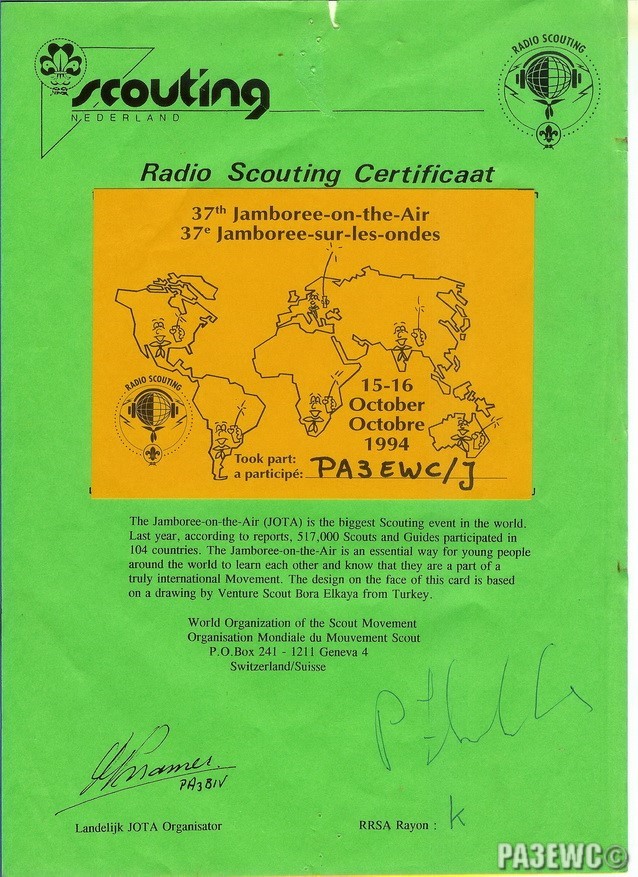 scouting
NEDERLAND
RADIO SCOUTING
Radio Scouting Certificaat
37th Jamboree-on-the-Air
37e Jamboree-sur-les-ondes
RADIO SCOUTING
15-16
October
Octobre
1994
Took part:
a participé: PA3EWC/J
The Jamboree-on-the-Air (JOTA) is the biggest Scouting event in the world.
Last year, according to reports, 517,000 Scouts and Guides participated in
104 countries. The Jamboree-on-the-Air is an essential way for young people
around the world to learn each other and know that they are a part of a
truly international Movement. The design on the face of this card is based
on a drawing by Venture Scout Bora Elkaya from Turkey.
World Organization of the Scout Movement
Organisation Mondiale du Mouvement Scout
P.O.Box 241 - 1211 Geneva 4
Switzerland/Suisse
PA3BIV
Landelijk JOTA Organisator
RRSA Rayon : K
PA3EWC©